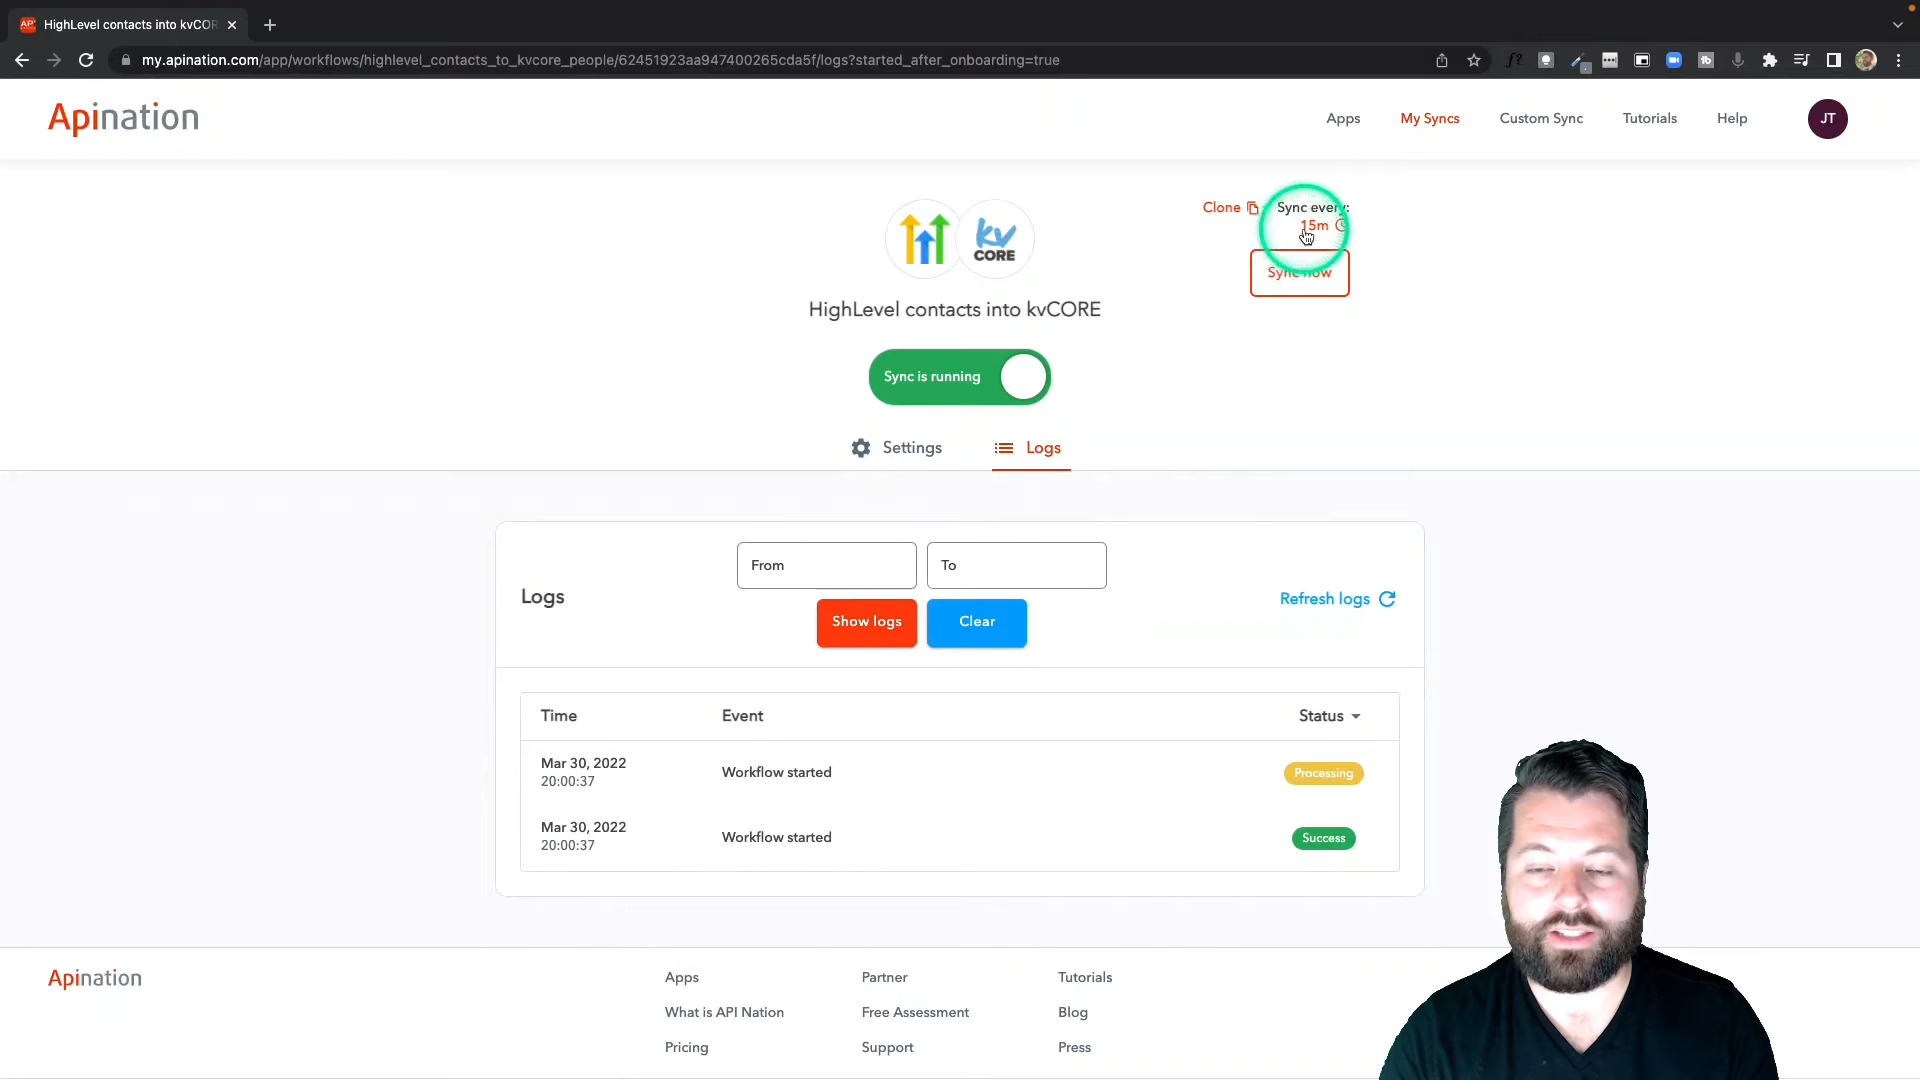 HighLevel contacts into kvCOR
my.apination.com/app/workflows/highlevel_contacts_to_kvcore_people/62451923aa947400265cda5f/logs?started_after_onboarding=true
Apination
Apps
My Syncs
Custom Sync
Tutorials
Help
JT
Clone
Sync every:
15m
Sync now
kv
CORE
HighLevel contacts into kvCORE
Sync is running
Settings
Logs
Logs
From
To
Show logs
Clear
Refresh logs
Time Event Status
Mar 30, 2022
20:00:37
Workflow started
Processing
Mar 30, 2022
20:00:37
Workflow started
Success
Apination
Apps
What is API Nation
Pricing
Partner
Free Assessment
Support
Tutorials
Blog
Press